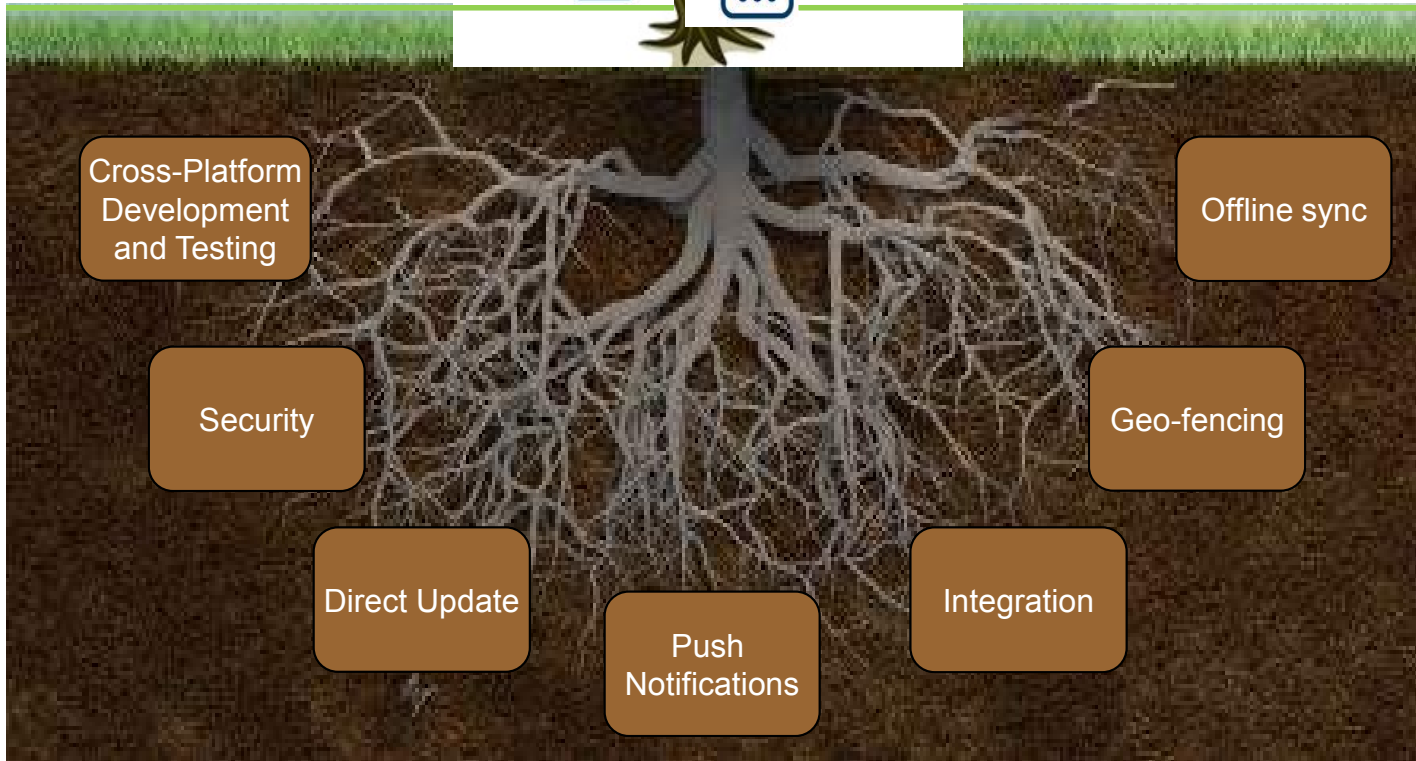 Cross-Platform
Development
and Testing
Offline sync
Security
Geo-fencing
Direct Update
Integration
Push
Notifications